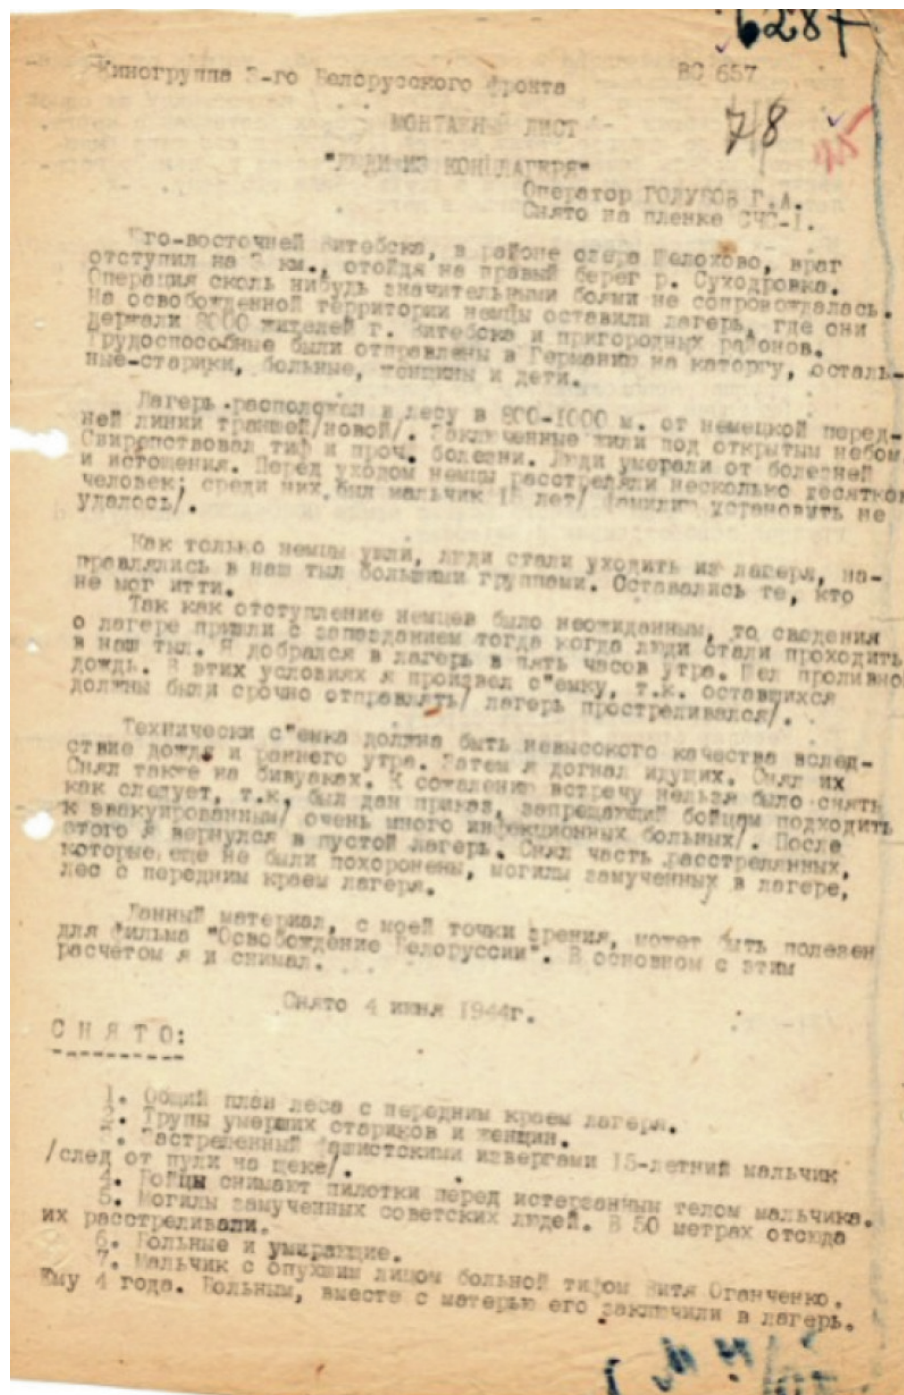 6287
Киногруппа 3-го Белорусского фронта
ВС 657
МОНТАЖНЫЙ ЛИСТ
78
"ЛЮДИ ИЗ КОНЦЛАГЕРЯ"
Оператор ГОЛУБОВ Г.А.
Снято на пленке СЧС-1.
Юго-восточней Витебска, в районе озера Шелохово, враг
отступил на 3 км., отойдя на правый берег р. Суходровка.
Операция сколь нибудь значительными боями не сопровождалась.
На освобожденной территории немцы оставили лагерь, где они
держали 8000 жителей г. Витебска и пригородных районов.
Трудоспособные были отправлены в Германию на каторгу, осталь-
ные-старики, больные, женщины и дети.
Лагерь расположен в лесу в 800-1000 м. от немецкой перед-
ней линии траншей/новой/. Заключенные жили под открытым небом
Свирепствовал тиф и проч. болезни. Люди умерали от болезней
и истощения. Перед уходом немцы расстреляли несколько десятков
человек; среди них был мальчик 15 лет/ фамилию установить не
удалось/.
Как только немцы ушли, люди стали уходить из лагеря, на-
правлялись в наш тыл большими группами. Оставались те, кто
не мог итти.
Так как отступление немцев было неожиданным, то сведения
о лагере пришли с запозданием тогда когда люди стали проходить
в наш тыл. Я добрался в лагерь в пять часов утра. Шел проливно
дождь. В этих условиях я произвел с"емку, т.к. оставшихся
должны были срочно отправлять/ лагерь простреливался/.
Технически с"емка должна быть невысокого качества вслед-
ствие дождя и раннего утра. Затем я догнал идущих. Снял их
Снял также на бивуаках. К сожалению встречу нельзя было снять
как следует, т.к. был дан приказ, запрещающий бойцам подходить
к эвакуированным/ очень много инфекционных больных/. После
этого я вернулся в пустой лагерь. Снял часть расстрелянных,
которые еще не были похоронены, могилы замученных в лагере,
лес с передним краем лагеря.
Данный материал, с моей точки зрения, может быть полезен
для фильма "Освобождение Белоруссии". В основном с этим
расчетом я и снимал.
Снято 4 июня 1944г.
С Н Я Т О:
1. Общий план леса с передним краем лагеря.
2. Трупы умерших стариков и женщин.
3. Застреленный фашистскими извергами 15-летний мальчик
/след от пули на щеке/.
4. Бойцы снимают пилотки перед истерзанным телом мальчика.
5. Могилы замученных советских людей. В 50 метрах отсюда
их расстреливали.
6. Больные и умирающие.
7. Мальчик с опухшим лицом больной тифом Витя Оганченко.
Ему 4 года. Больным, вместе с матерью его заключили в лагерь.